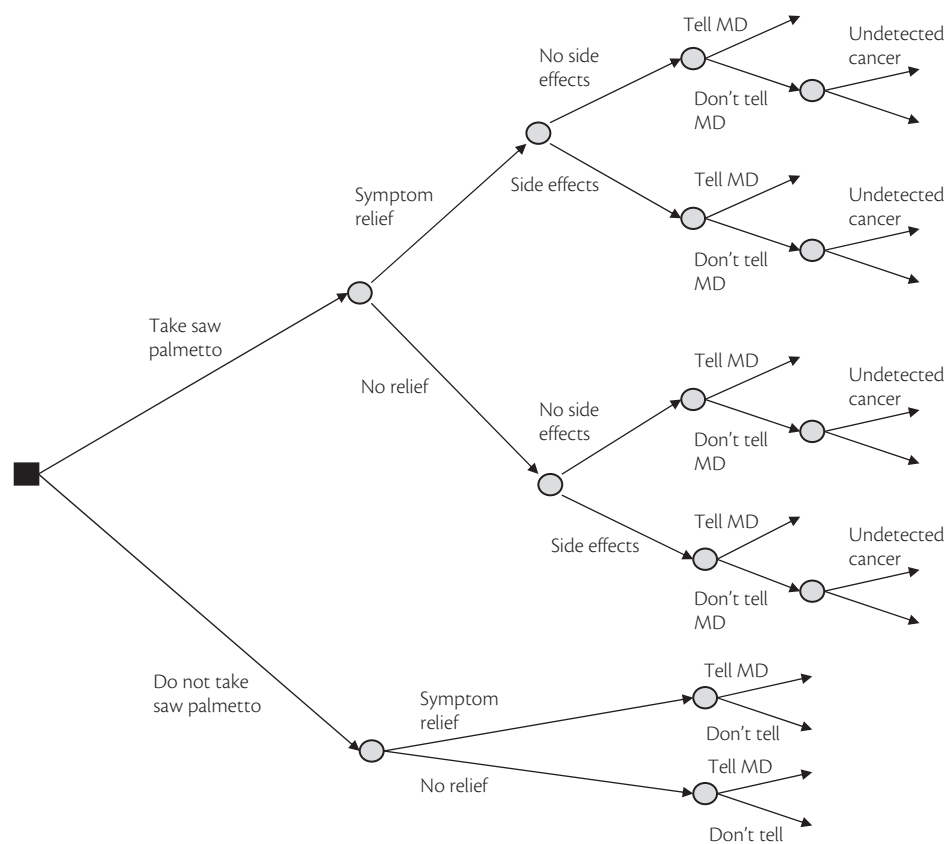 Tell MD
Undetected
cancer
No side
effects
Don't tell
MD
Symptom
relief
Side effects
Tell MD
Undetected
cancer
Don't tell
MD
Take saw
palmetto
No relief
Tell MD
Undetected
cancer
No side
effects
Don't tell
MD
Side effects
Tell MD
Undetected
cancer
Don't tell
MD
Do not take
saw palmetto
Symptom
relief
Tell MD
Don't tell
No relief
Tell MD
Don't tell